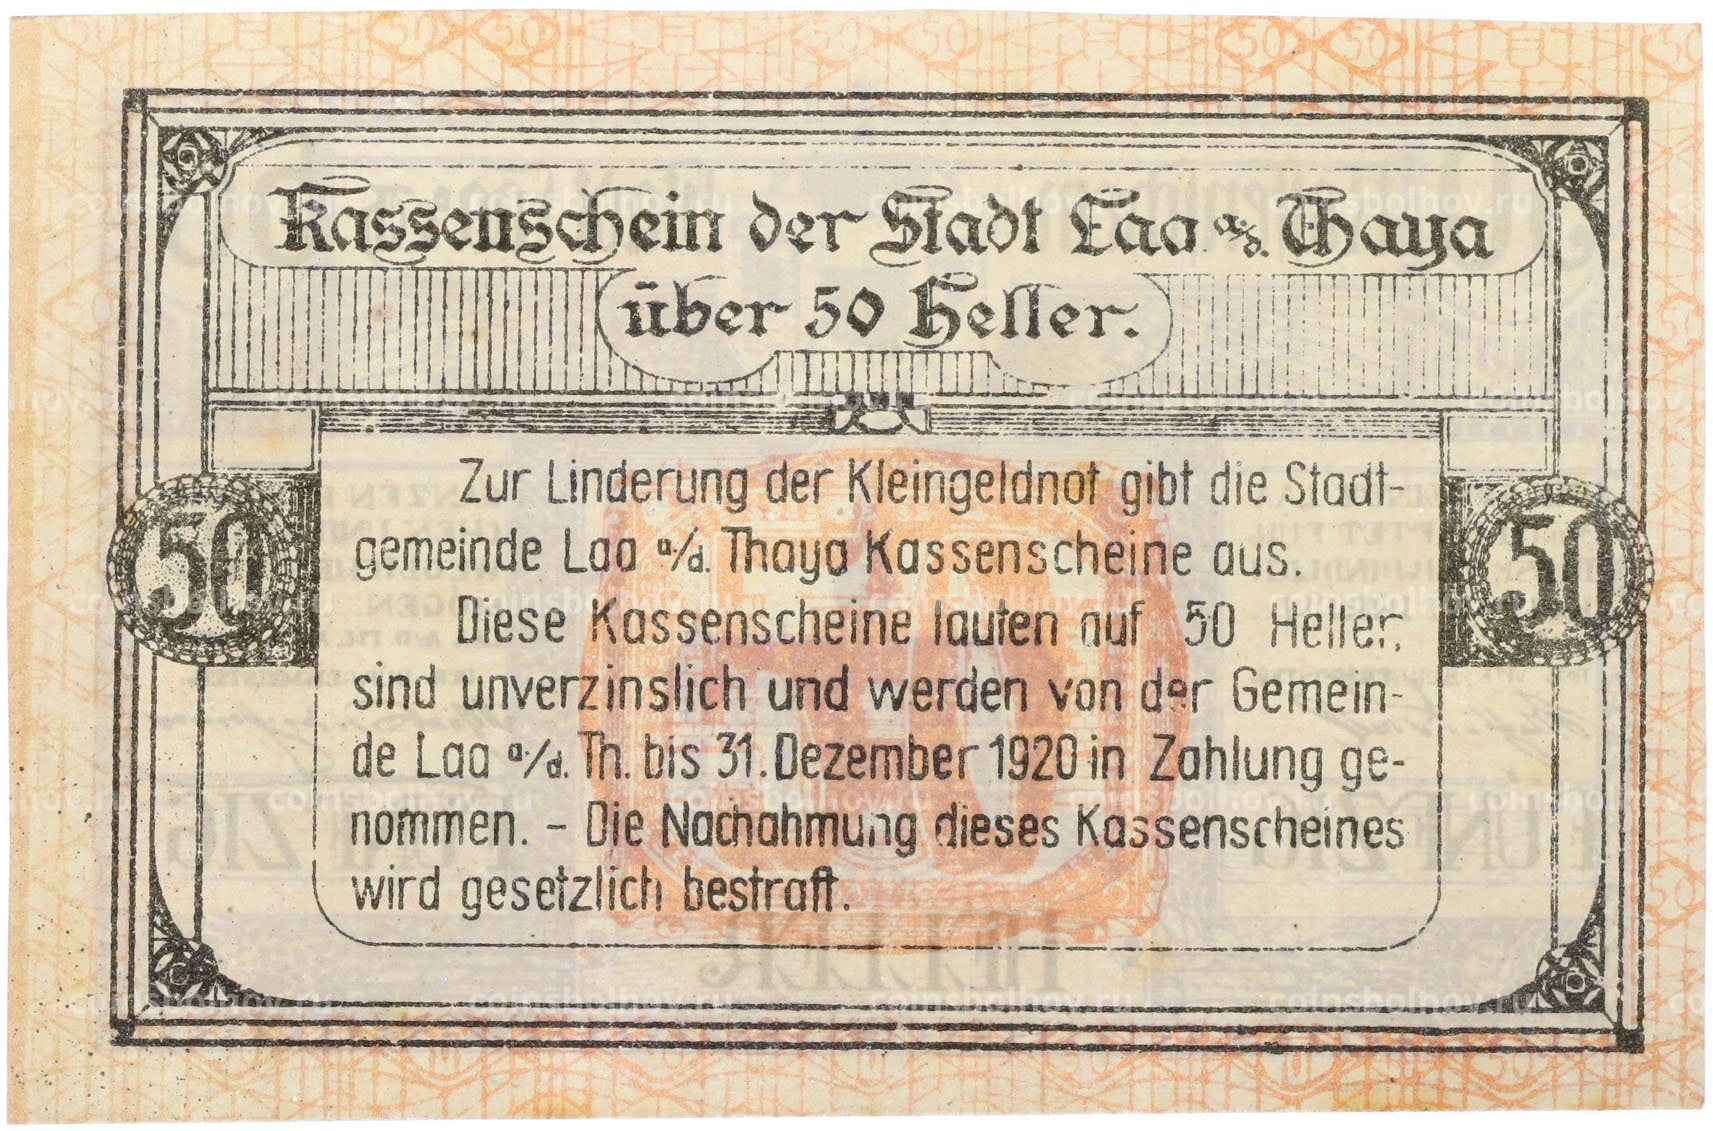 Kassenschein der Stadt Laa a/d. Thaya
über 50 Heller.
50
50
Zur Linderung der Kleingeldnot gibt die Stadt-
gemeinde Laa a/d. Thaya Kassenscheine aus.
Diese Kassenscheine lauten auf 50 Heller,
sind unverzinslich und werden von der Gemein-
de Laa a./d. Th. bis 31. Dezember 1920 in Zahlung ge-
nommen. – Die Nachahmung dieses Kassenscheines
wird gesetzlich bestraft.
coinsbolhov.ru